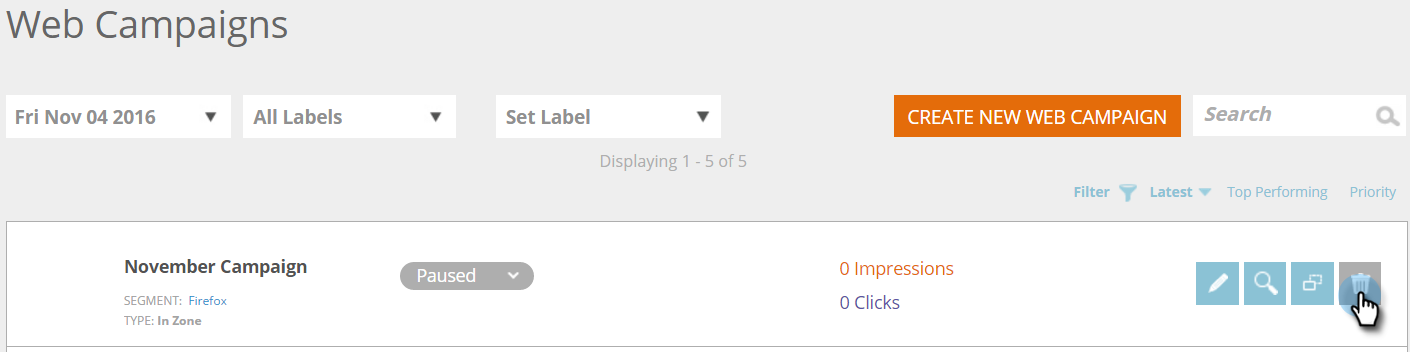 Web Campaigns
Fri Nov 04 2016
All Labels
Set Label
CREATE NEW WEB CAMPAIGN
Search
Displaying 1 - 5 of 5
Filter
Latest
Top Performing
Priority
November Campaign
Paused
0 Impressions
SEGMENT: Firefox
0 Clicks
TYPE: In Zone